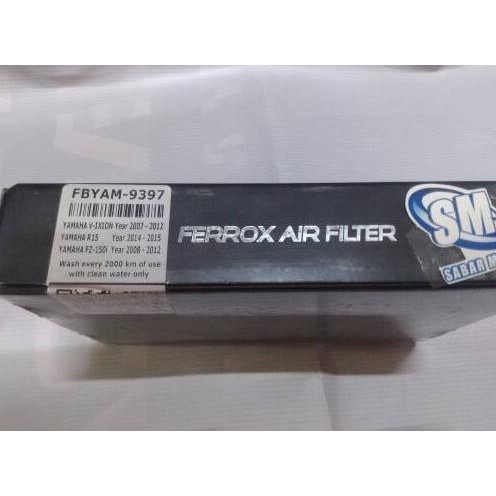 FBYAM-9397
YAMAHA V-IXION Year 2007 - 2012
YAMAHA R15 Year 2014 - 2015
YAMAHA FZ-150i Year 2008 - 2012
Wash every 2000 km of use
with clean water only
FERROX AIR FILTER
SM
SABAR M